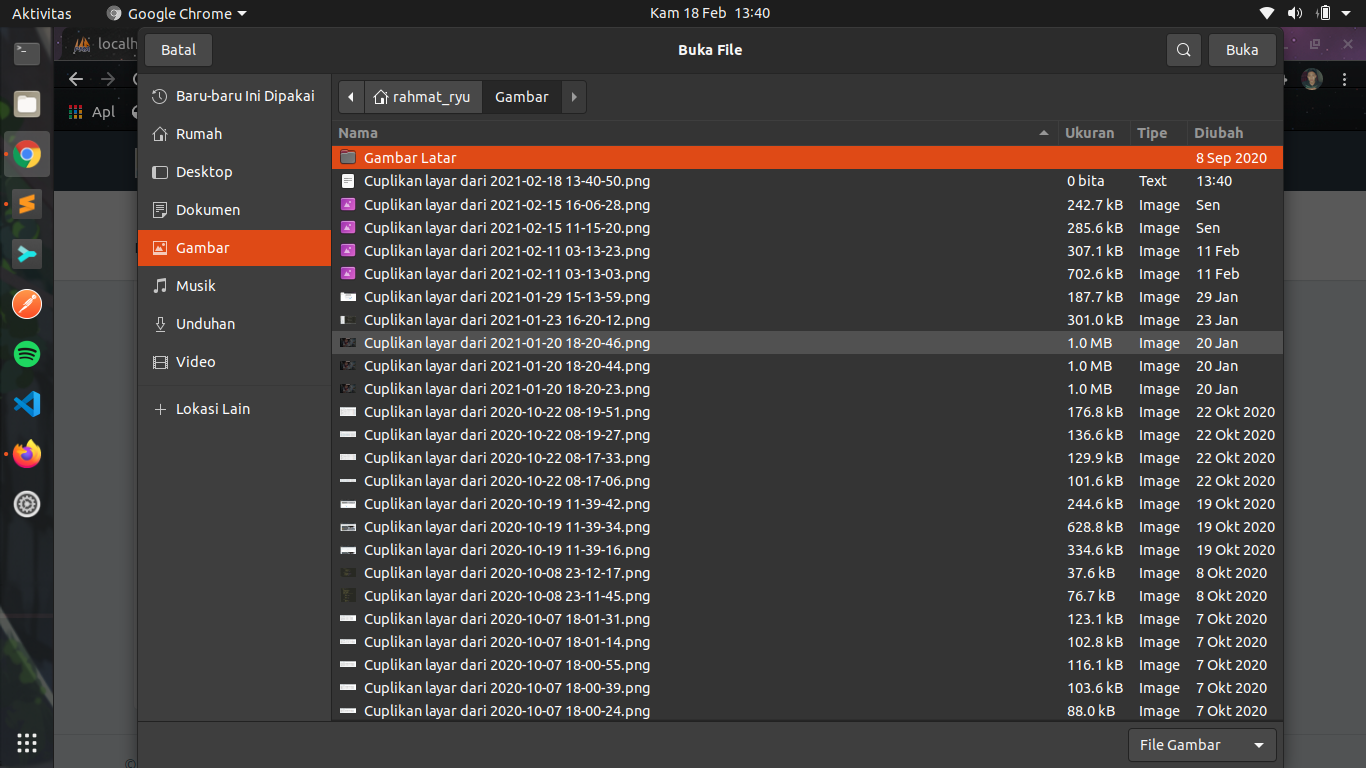 Aktivitas Google Chrome Kam 18 Feb 13:40
localh
Batal Buka File Buka
Apl
Baru-baru Ini Dipakai
Rumah
Desktop
Dokumen
Gambar
Musik
Unduhan
Video
Lokasi Lain
rahmat_ryu Gambar
Nama Ukuran Tipe Diubah
Gambar Latar 8 Sep 2020
Cuplikan layar dari 2021-02-18 13-40-50.png 0 bita Text 13:40
Cuplikan layar dari 2021-02-15 16-06-28.png 242.7 kB Image Sen
Cuplikan layar dari 2021-02-15 11-15-20.png 285.6 kB Image Sen
Cuplikan layar dari 2021-02-11 03-13-23.png 307.1 kB Image 11 Feb
Cuplikan layar dari 2021-02-11 03-13-03.png 702.6 kB Image 11 Feb
Cuplikan layar dari 2021-01-29 15-13-59.png 187.7 kB Image 29 Jan
Cuplikan layar dari 2021-01-23 16-20-12.png 301.0 kB Image 23 Jan
Cuplikan layar dari 2021-01-20 18-20-46.png 1.0 MB Image 20 Jan
Cuplikan layar dari 2021-01-20 18-20-44.png 1.0 MB Image 20 Jan
Cuplikan layar dari 2021-01-20 18-20-23.png 1.0 MB Image 20 Jan
Cuplikan layar dari 2020-10-22 08-19-51.png 176.8 kB Image 22 Okt 2020
Cuplikan layar dari 2020-10-22 08-19-27.png 136.6 kB Image 22 Okt 2020
Cuplikan layar dari 2020-10-22 08-17-33.png 129.9 kB Image 22 Okt 2020
Cuplikan layar dari 2020-10-22 08-17-06.png 101.6 kB Image 22 Okt 2020
Cuplikan layar dari 2020-10-19 11-39-42.png 244.6 kB Image 19 Okt 2020
Cuplikan layar dari 2020-10-19 11-39-34.png 628.8 kB Image 19 Okt 2020
Cuplikan layar dari 2020-10-19 11-39-16.png 334.6 kB Image 19 Okt 2020
Cuplikan layar dari 2020-10-08 23-12-17.png 37.6 kB Image 8 Okt 2020
Cuplikan layar dari 2020-10-08 23-11-45.png 76.7 kB Image 8 Okt 2020
Cuplikan layar dari 2020-10-07 18-01-31.png 123.1 kB Image 7 Okt 2020
Cuplikan layar dari 2020-10-07 18-01-14.png 102.8 kB Image 7 Okt 2020
Cuplikan layar dari 2020-10-07 18-00-55.png 116.1 kB Image 7 Okt 2020
Cuplikan layar dari 2020-10-07 18-00-39.png 103.6 kB Image 7 Okt 2020
Cuplikan layar dari 2020-10-07 18-00-24.png 88.0 kB Image 7 Okt 2020
File Gambar